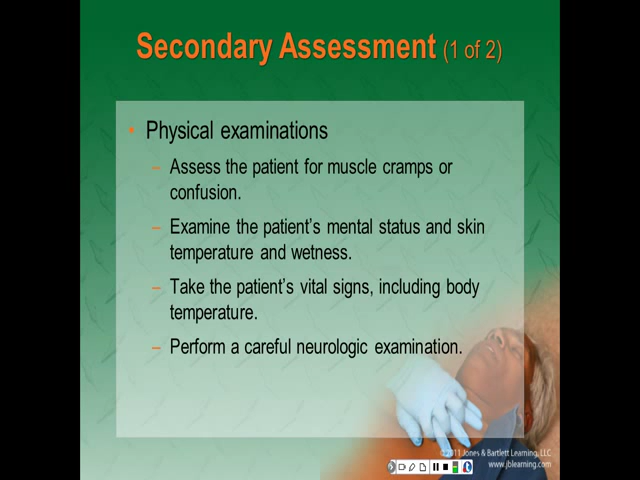 Secondary Assessment (1 of 2)
• Physical examinations
– Assess the patient for muscle cramps or
confusion.
– Examine the patient's mental status and skin
temperature and wetness.
– Take the patient's vital signs, including body
temperature.
– Perform a careful neurologic examination.
©2011 Jones & Bartlett Learning, LLC
www.jblearning.com